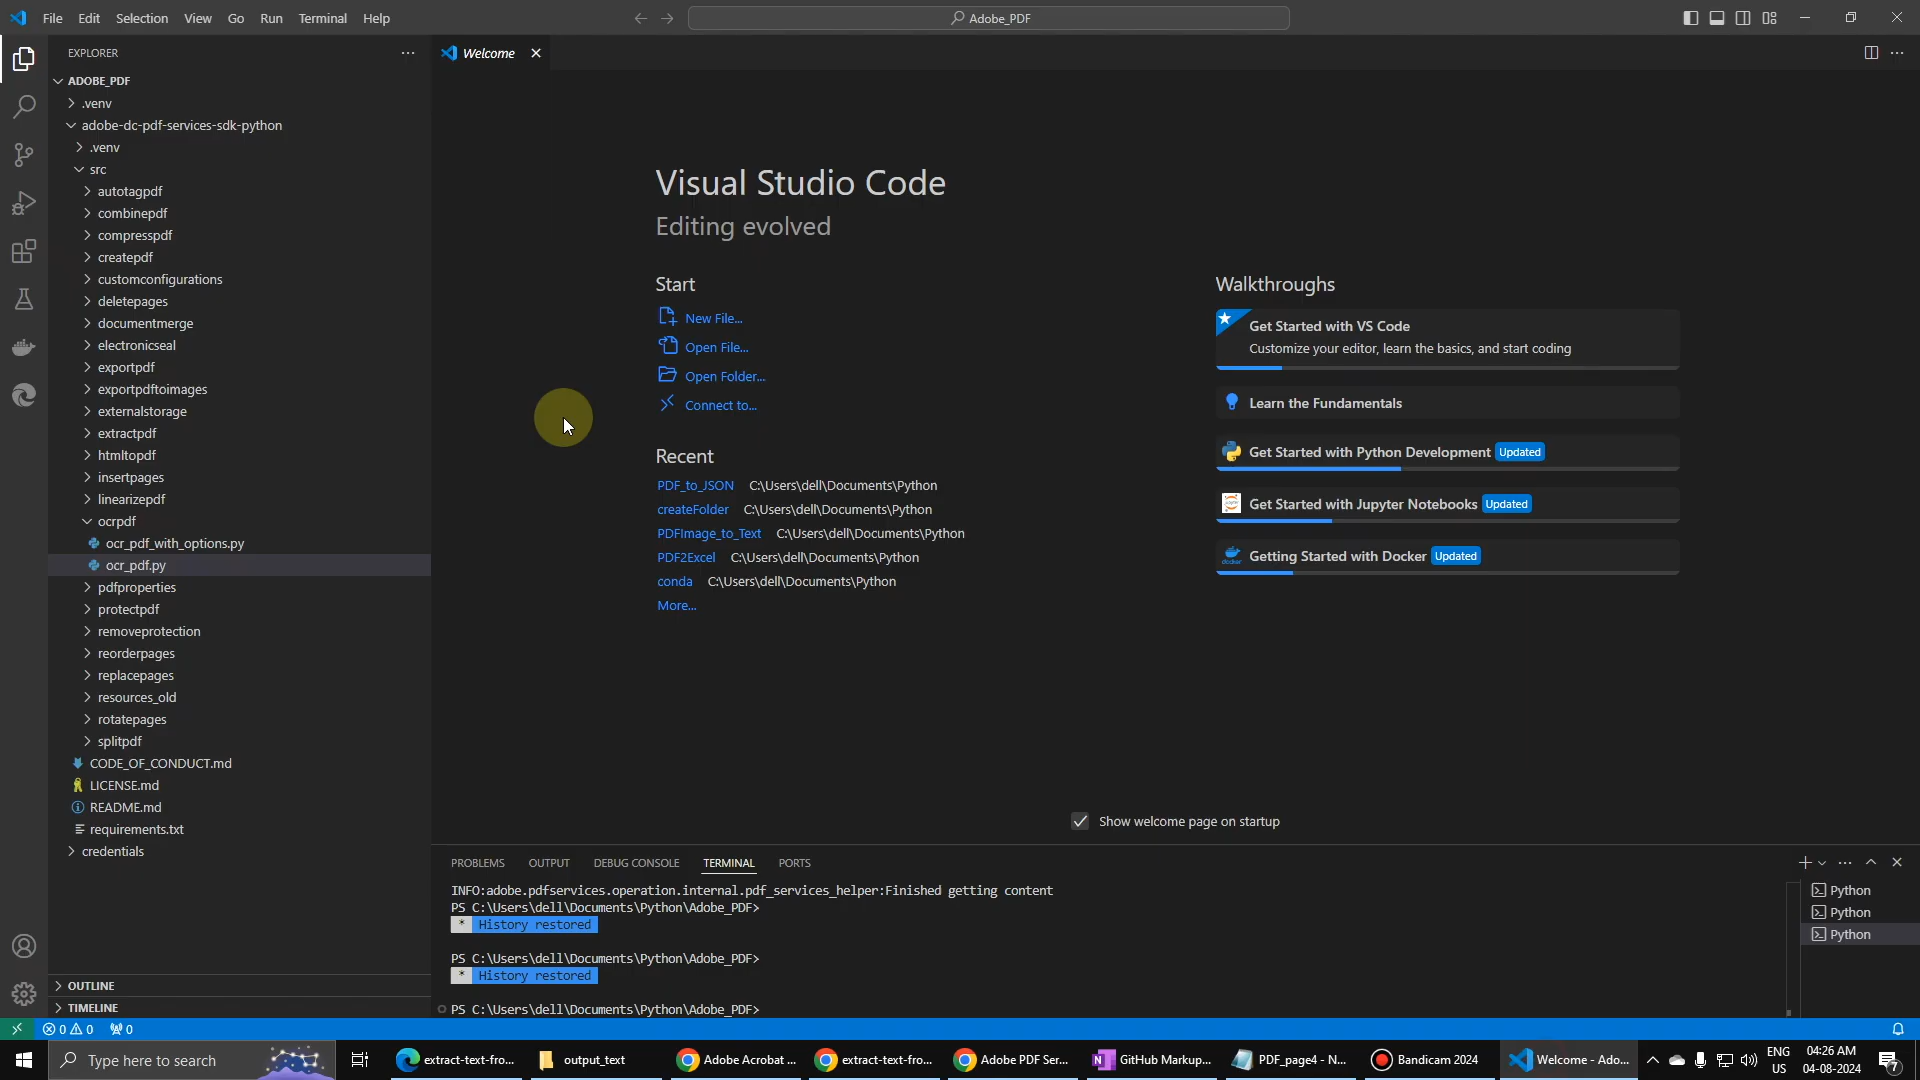 File Edit Selection View Go Run Terminal Help
Adobe_PDF
EXPLORER
ADOBE_PDF
.venv
adobe-dc-pdf-services-sdk-python
.venv
src
autotagpdf
combinepdf
compresspdf
createpdf
customconfigurations
deletepages
documentmerge
electronicseal
exportpdf
exportpdftoimages
externalstorage
extractpdf
htmltopdf
insertpages
linearizepdf
ocrpdf
ocr_pdf_with_options.py
ocr_pdf.py
pdfproperties
protectpdf
removeprotection
reorderpages
replacepages
resources_old
rotatepages
splitpdf
CODE_OF_CONDUCT.md
LICENSE.md
README.md
requirements.txt
credentials
OUTLINE
TIMELINE
Welcome
Visual Studio Code
Editing evolved
Start
New File...
Open File...
Open Folder...
Connect to...
Recent
PDF_to_JSON C:\Users\dell\Documents\Python
createFolder C:\Users\dell\Documents\Python
PDFImage_to_Text C:\Users\dell\Documents\Python
PDF2Excel C:\Users\dell\Documents\Python
conda C:\Users\dell\Documents\Python
More...
Walkthroughs
Get Started with VS Code
Customize your editor, learn the basics, and start coding
Learn the Fundamentals
Get Started with Python Development Updated
Get Started with Jupyter Notebooks Updated
Getting Started with Docker Updated
Show welcome page on startup
PROBLEMS OUTPUT DEBUG CONSOLE TERMINAL PORTS
INFO:adobe.pdfservices.operation.internal.pdf_services_helper:Finished getting content
PS C:\Users\dell\Documents\Python\Adobe_PDF>
* History restored
PS C:\Users\dell\Documents\Python\Adobe_PDF>
* History restored
PS C:\Users\dell\Documents\Python\Adobe_PDF>
Python
Python
Python
0 0 0
Type here to search
extract-text-fro...
output_text
Adobe Acrobat ...
extract-text-fro...
Adobe PDF Ser...
GitHub Markup...
PDF_page4 - N...
Bandicam 2024
Welcome - Ado...
ENG
US
04:26 AM
04-08-2024
7